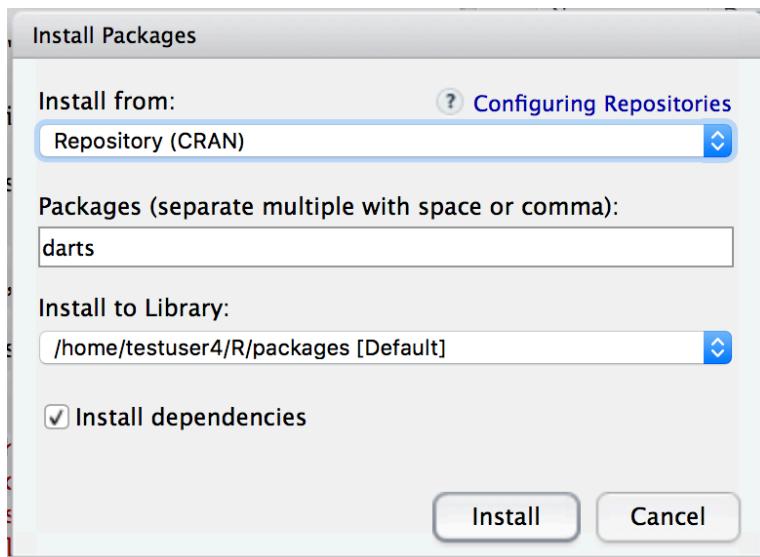 Install Packages
Install from:
? Configuring Repositories
Repository (CRAN)
Packages (separate multiple with space or comma):
darts
Install to Library:
/home/testuser4/R/packages [Default]
Install dependencies
Install
Cancel